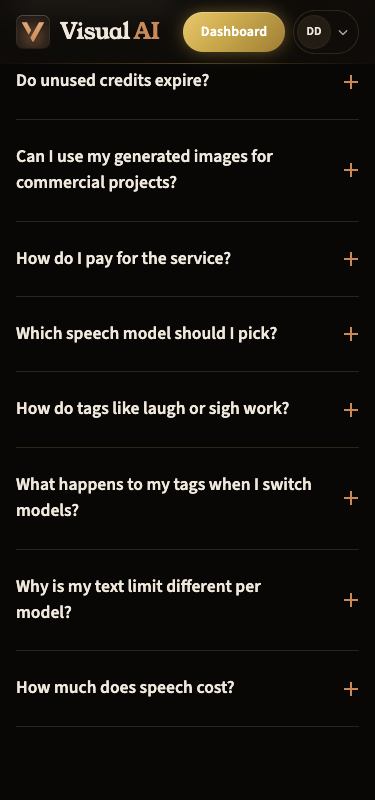 Visual AI
Dashboard
DD
Do unused credits expire?
Can I use my generated images for
commercial projects?
How do I pay for the service?
Which speech model should I pick?
How do tags like laugh or sigh work?
What happens to my tags when I switch
models?
Why is my text limit different per
model?
How much does speech cost?